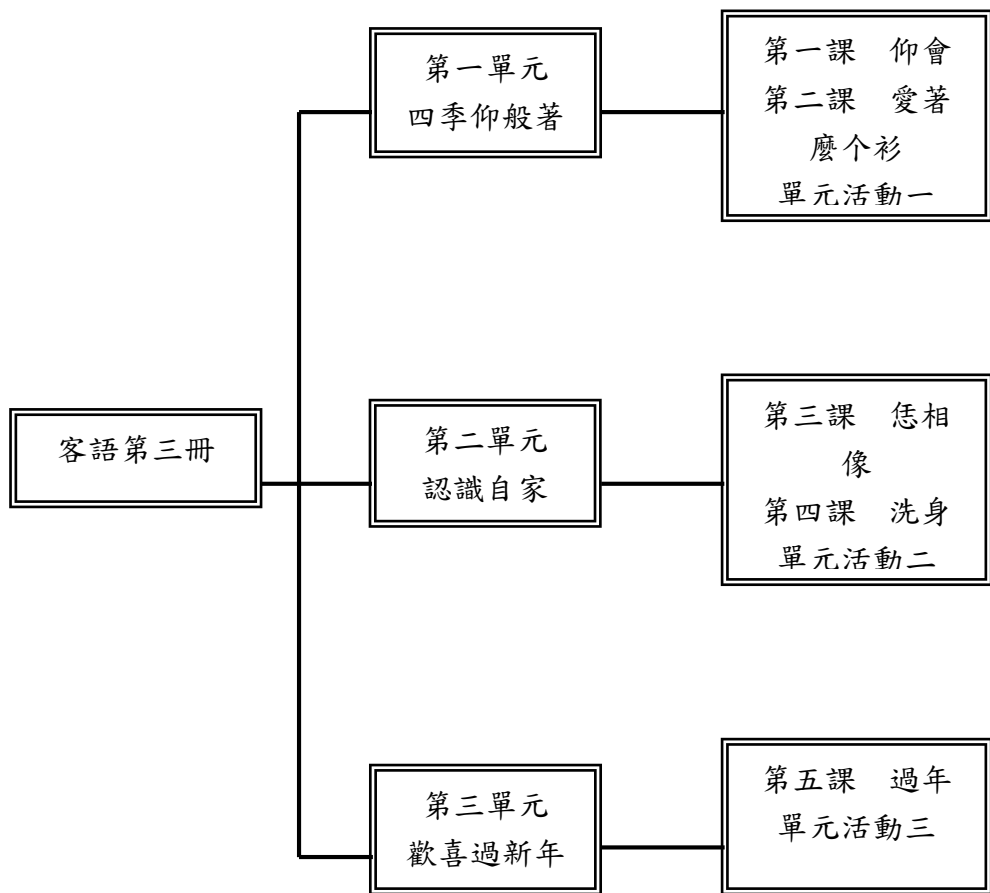 第一單元
四季仰般著
第一課　仰會
第二課　愛著
麼个衫
單元活動一
客語第三冊
第二單元
認識自家
第三課　恁相
像
第四課　洗身
單元活動二
第三單元
歡喜過新年
第五課　過年
單元活動三